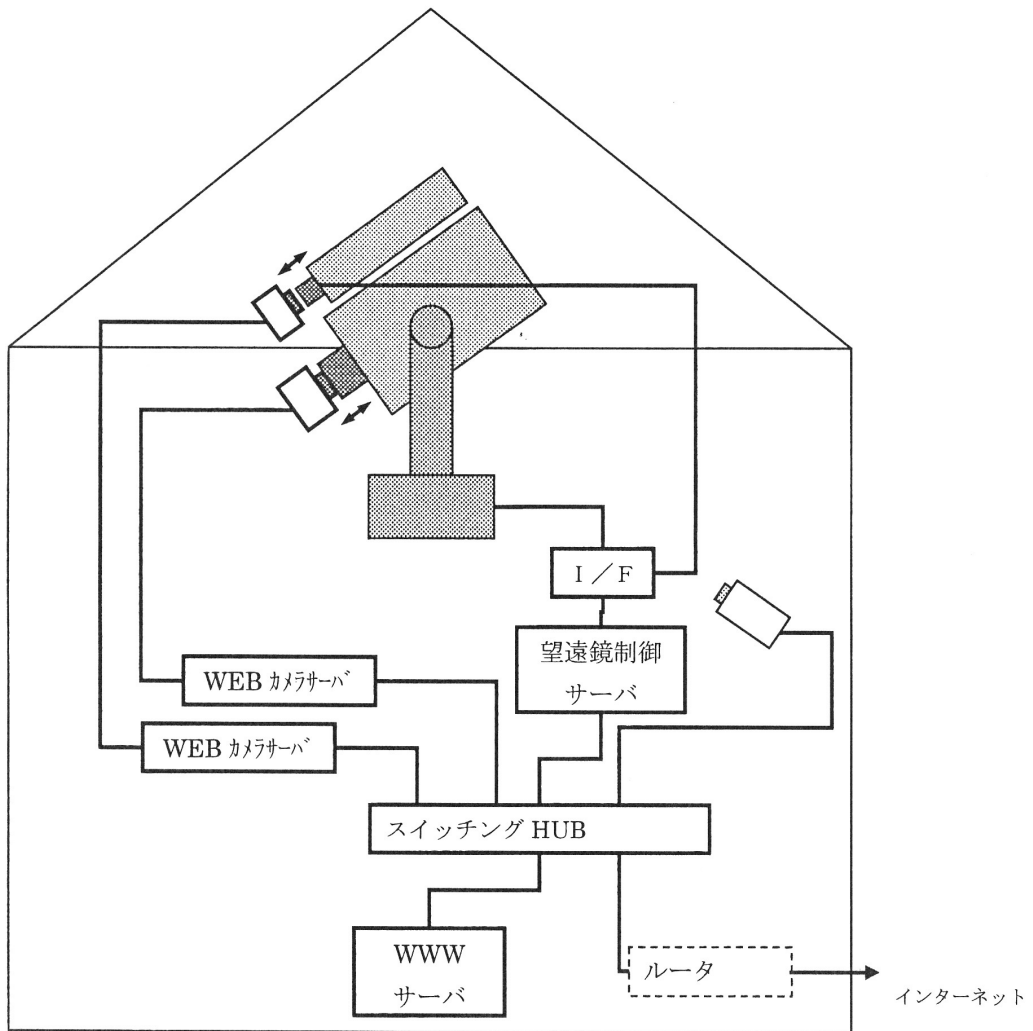 I／F
望遠鏡制御
サーバ
WEB カメラサーバ
WEB カメラサーバ
スイッチング HUB
WWW
サーバ
ルータ
インターネット